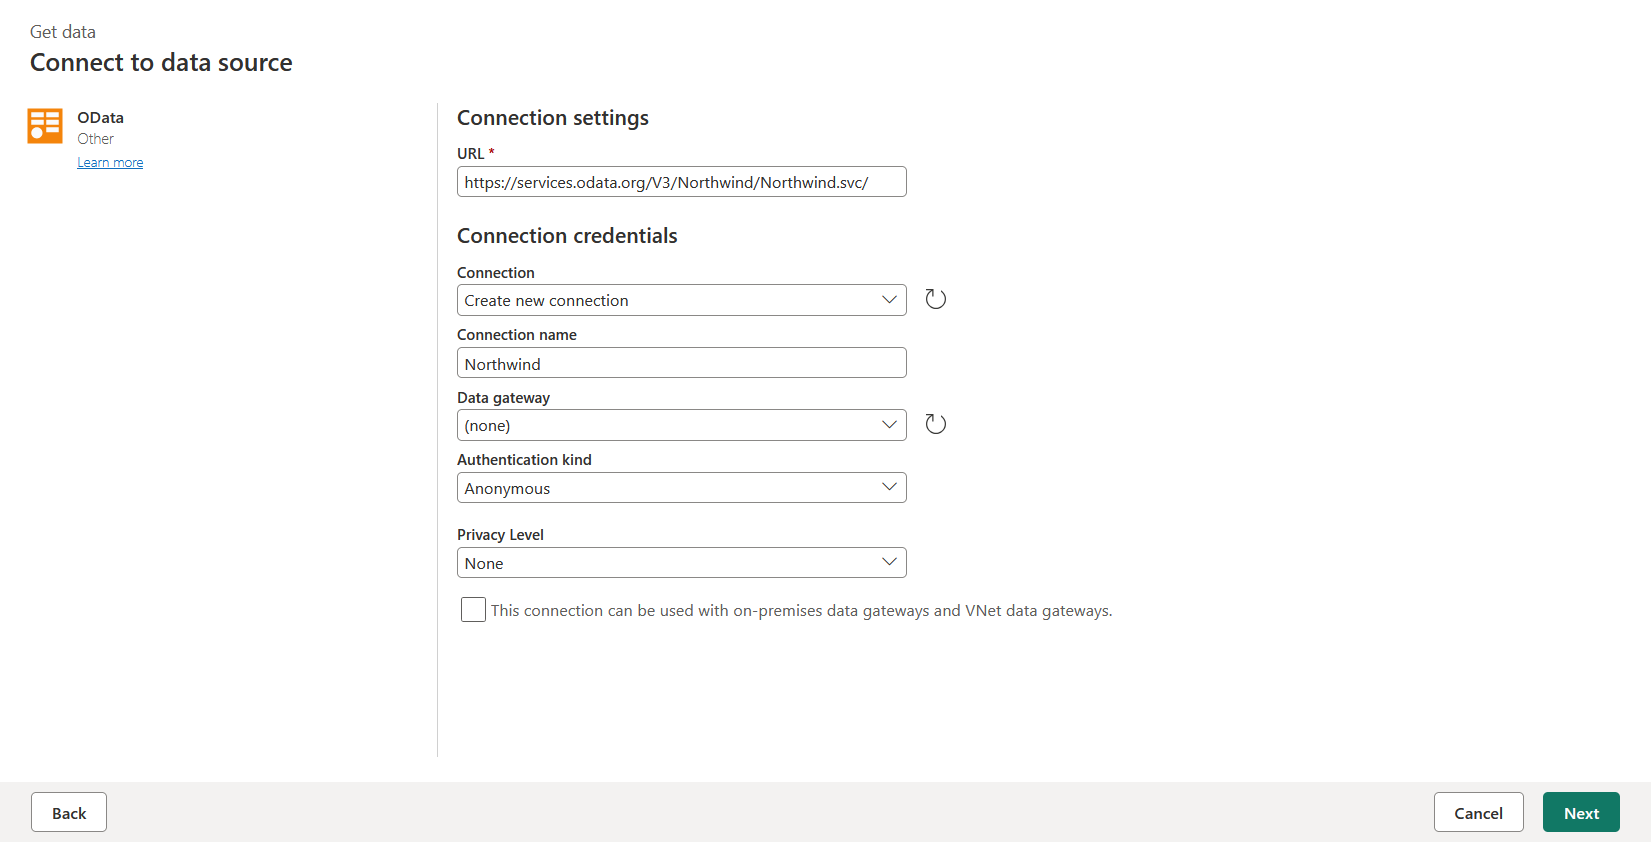 Get data
Connect to data source
OData
Other
Learn more
Connection settings
URL *
https://services.odata.org/V3/Northwind/Northwind.svc/
Connection credentials
Connection
Create new connection
Connection name
Northwind
Data gateway
(none)
Authentication kind
Anonymous
Privacy Level
None
This connection can be used with on-premises data gateways and VNet data gateways.
Back
Cancel
Next